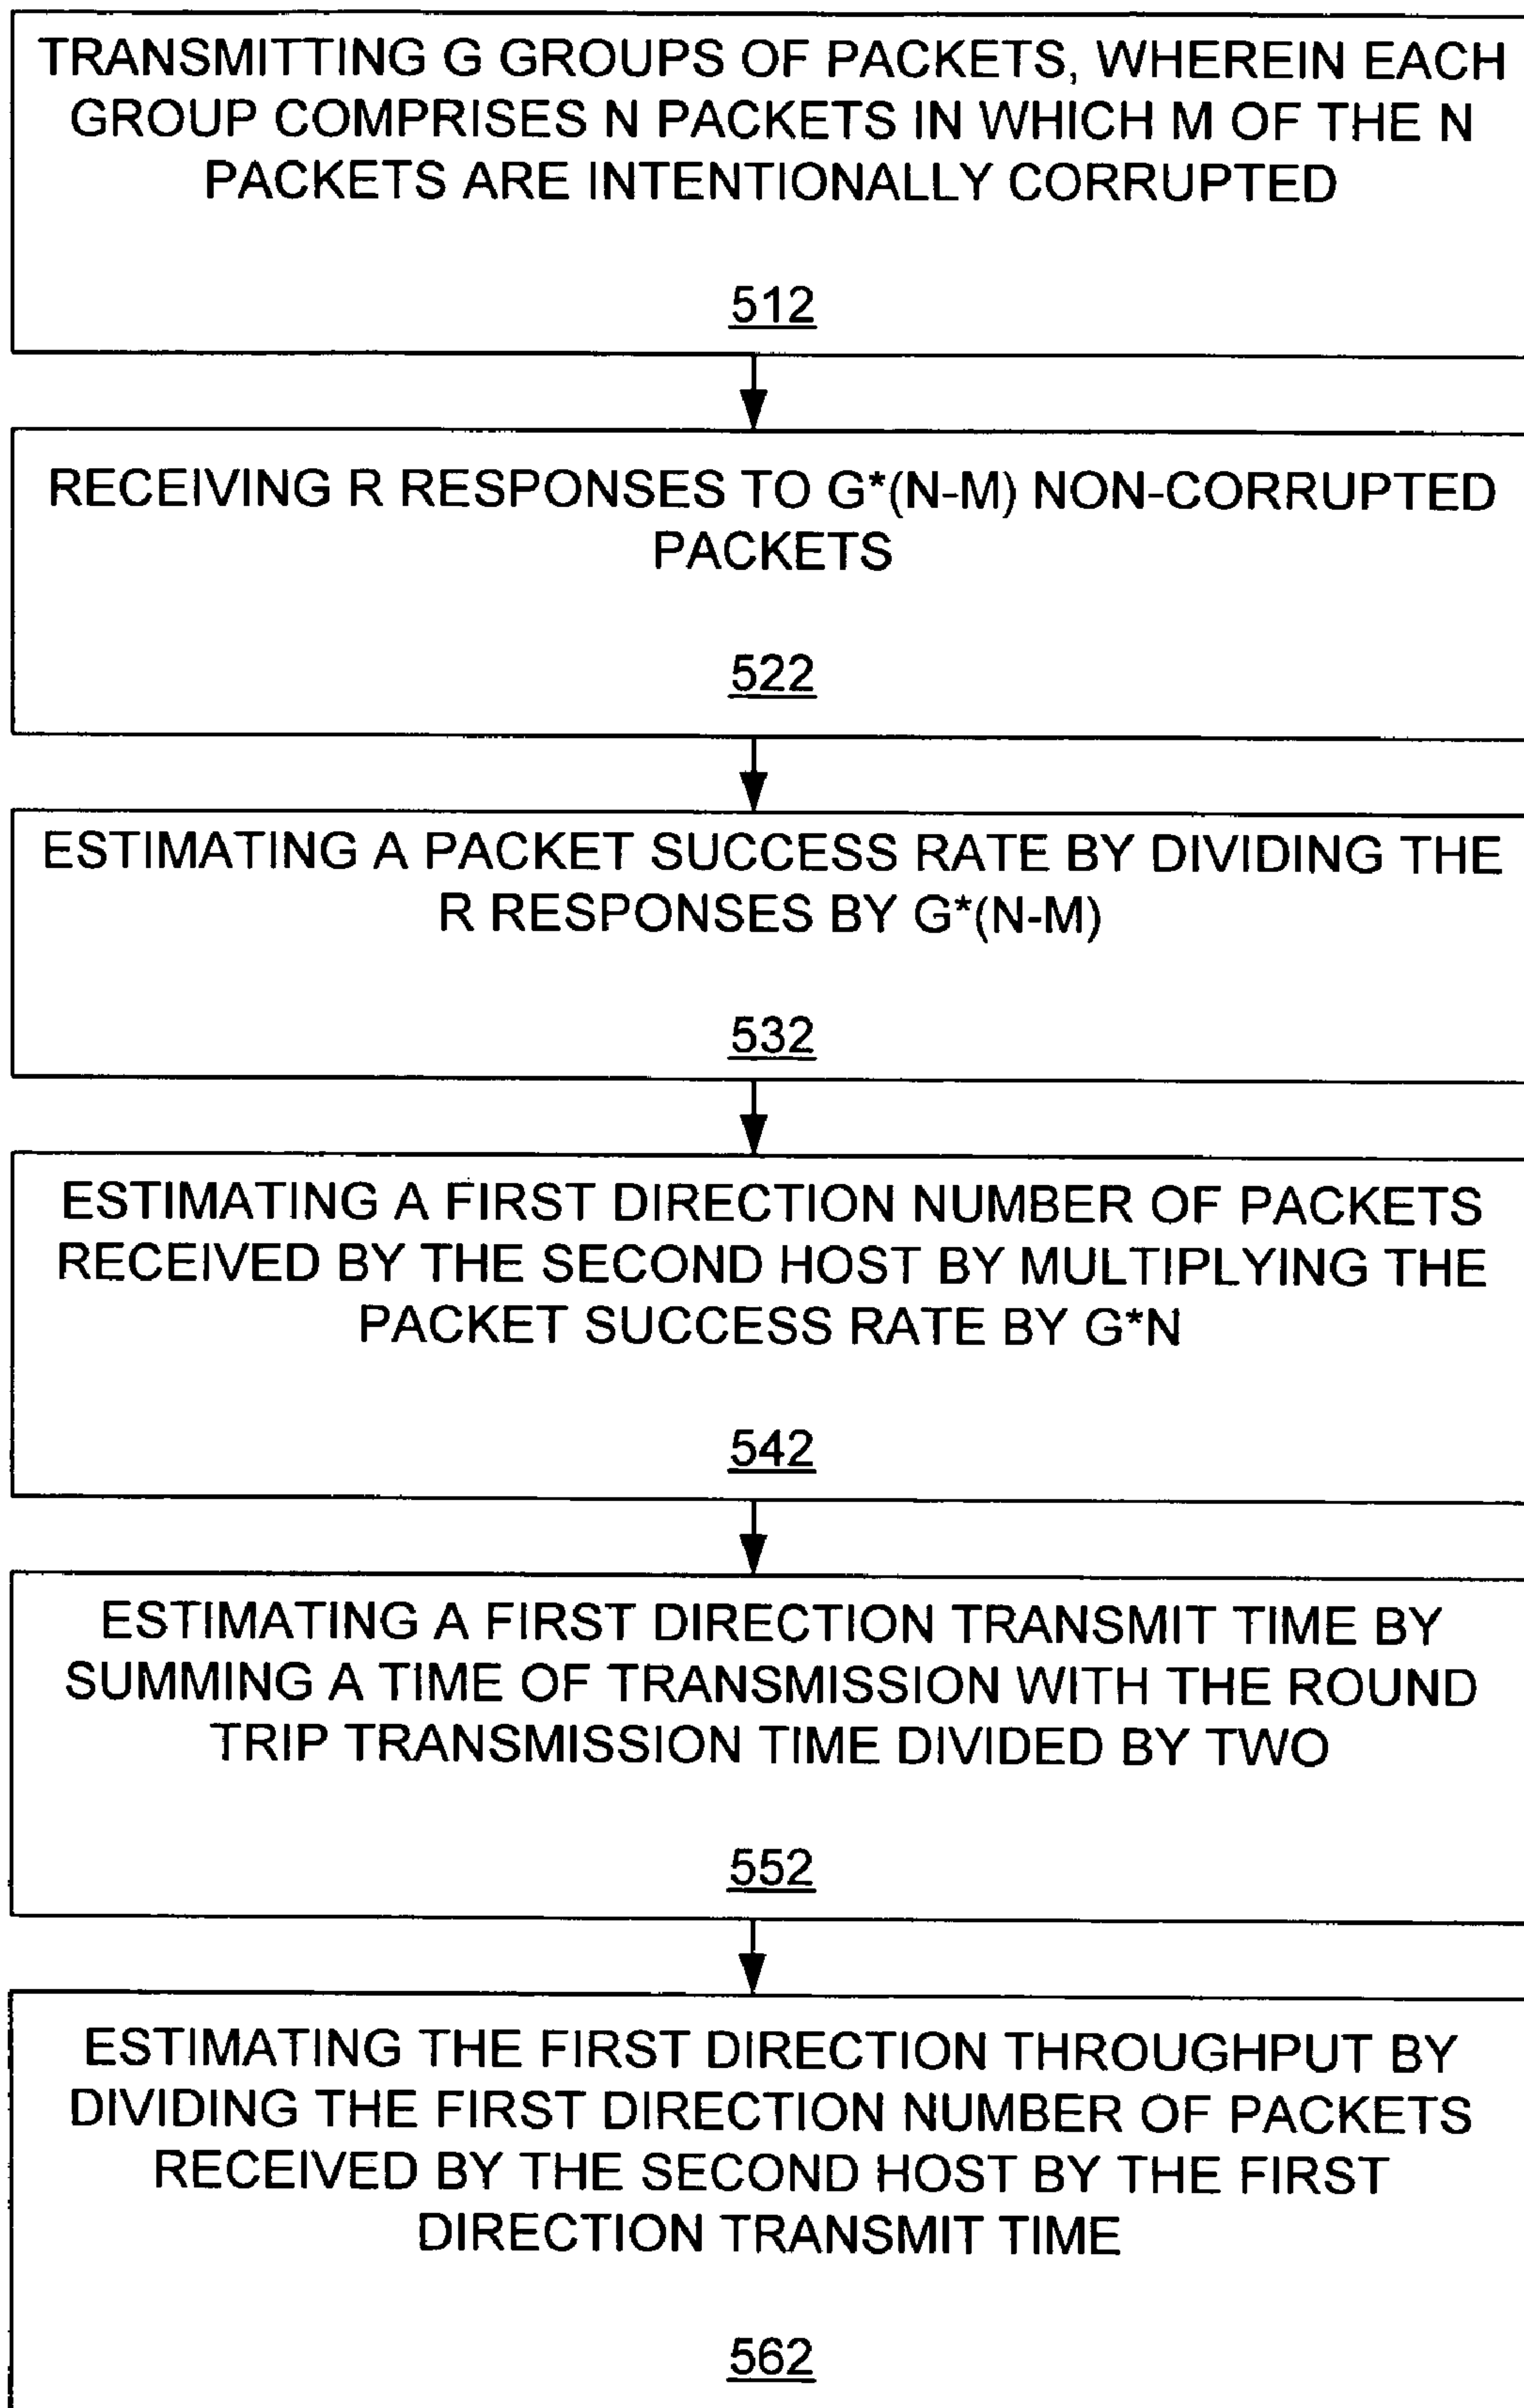 TRANSMITTING G GROUPS OF PACKETS, WHEREIN EACH
GROUP COMPRISES N PACKETS IN WHICH M OF THE N
PACKETS ARE INTENTIONALLY CORRUPTED
512
RECEIVING R RESPONSES TO G*(N-M) NON-CORRUPTED
PACKETS
522
ESTIMATING A PACKET SUCCESS RATE BY DIVIDING THE
R RESPONSES BY G*(N-M)
532
ESTIMATING A FIRST DIRECTION NUMBER OF PACKETS
RECEIVED BY THE SECOND HOST BY MULTIPLYING THE
PACKET SUCCESS RATE BY G*N
542
ESTIMATING A FIRST DIRECTION TRANSMIT TIME BY
SUMMING A TIME OF TRANSMISSION WITH THE ROUND
TRIP TRANSMISSION TIME DIVIDED BY TWO
552
ESTIMATING THE FIRST DIRECTION THROUGHPUT BY
DIVIDING THE FIRST DIRECTION NUMBER OF PACKETS
RECEIVED BY THE SECOND HOST BY THE FIRST
DIRECTION TRANSMIT TIME
562